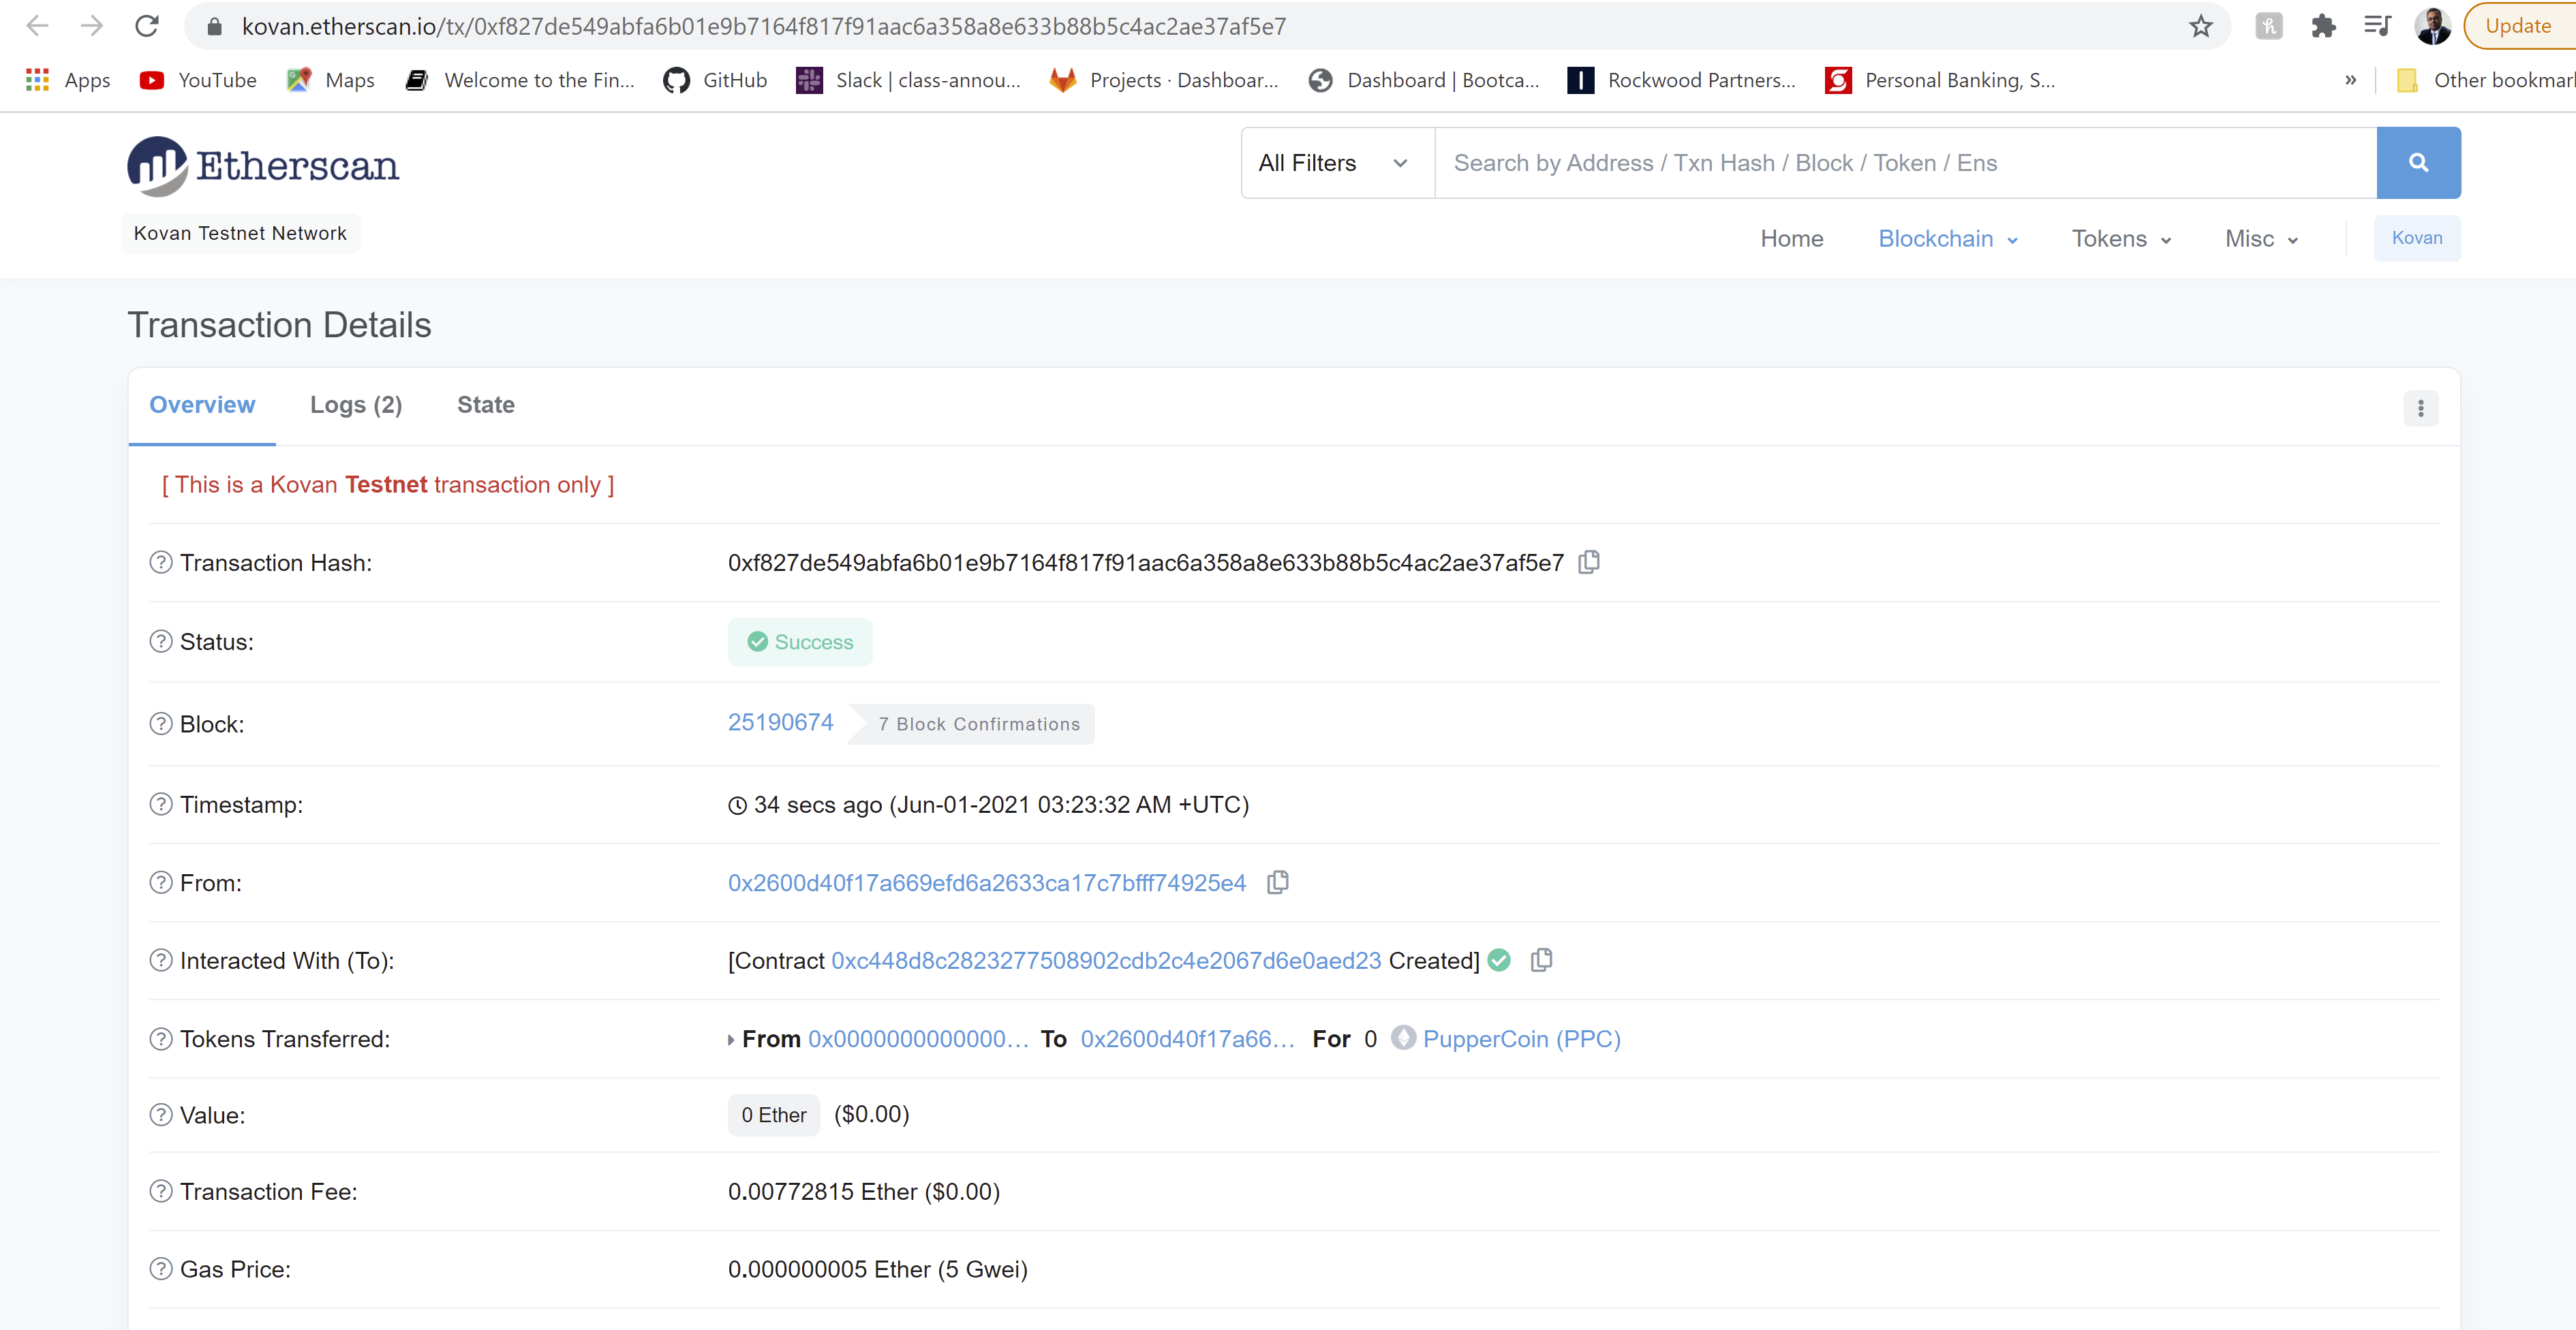 kovan.etherscan.io/tx/0xf827de549abfa6b01e9b7164f817f91aac6a358a8e633b88b5c4ac2ae37af5e7
Update
Apps YouTube Maps Welcome to the Fin... GitHub Slack | class-annou... Projects · Dashboar... Dashboard | Bootca... Rockwood Partners... Personal Banking, S... » Other bookmar
Etherscan
All Filters Search by Address / Txn Hash / Block / Token / Ens
Kovan Testnet Network
Home Blockchain Tokens Misc Kovan
Transaction Details
Overview Logs (2) State
[ This is a Kovan Testnet transaction only ]
Transaction Hash: 0xf827de549abfa6b01e9b7164f817f91aac6a358a8e633b88b5c4ac2ae37af5e7
Status: Success
Block: 25190674 7 Block Confirmations
Timestamp: 34 secs ago (Jun-01-2021 03:23:32 AM +UTC)
From: 0x2600d40f17a669efd6a2633ca17c7bfff74925e4
Interacted With (To): [Contract 0xc448d8c2823277508902cdb2c4e2067d6e0aed23 Created]
Tokens Transferred: From 0x0000000000000... To 0x2600d40f17a66... For 0 PupperCoin (PPC)
Value: 0 Ether ($0.00)
Transaction Fee: 0.00772815 Ether ($0.00)
Gas Price: 0.000000005 Ether (5 Gwei)